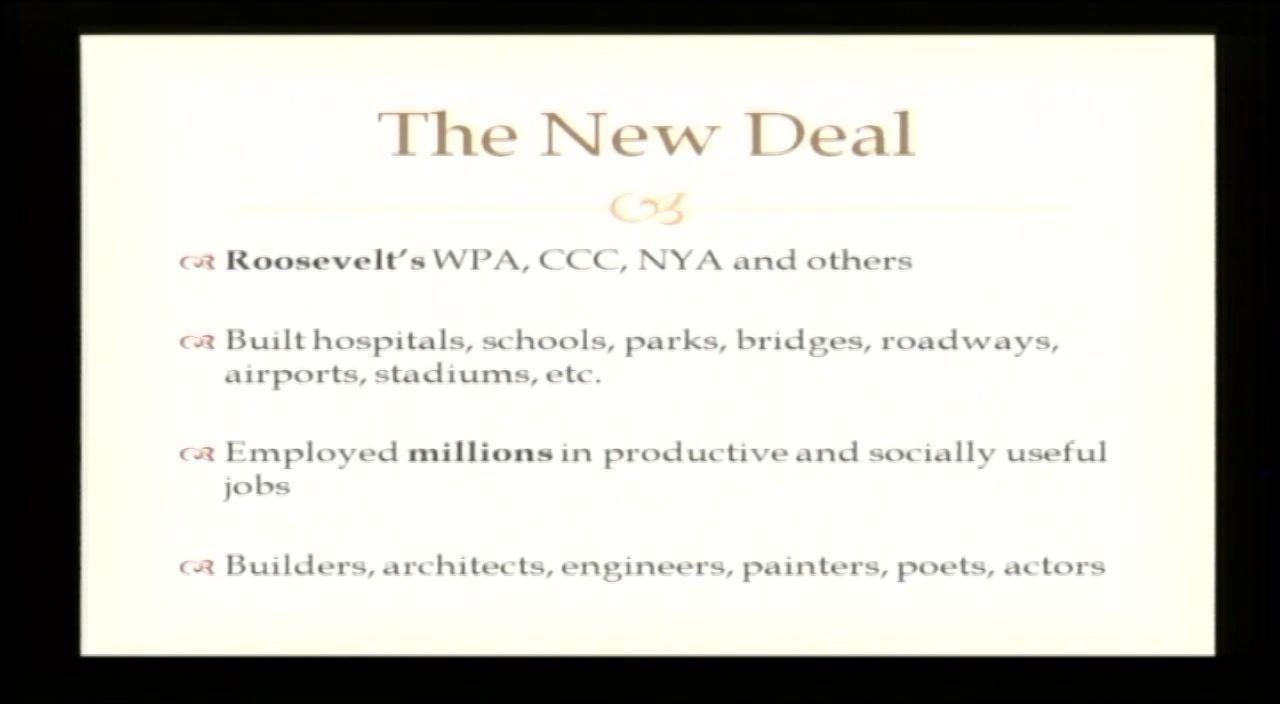 The New Deal
Roosevelt's WPA, CCC, NYA and others
Built hospitals, schools, parks, bridges, roadways,
airports, stadiums, etc.
Employed millions in productive and socially useful
jobs
Builders, architects, engineers, painters, poets, actors